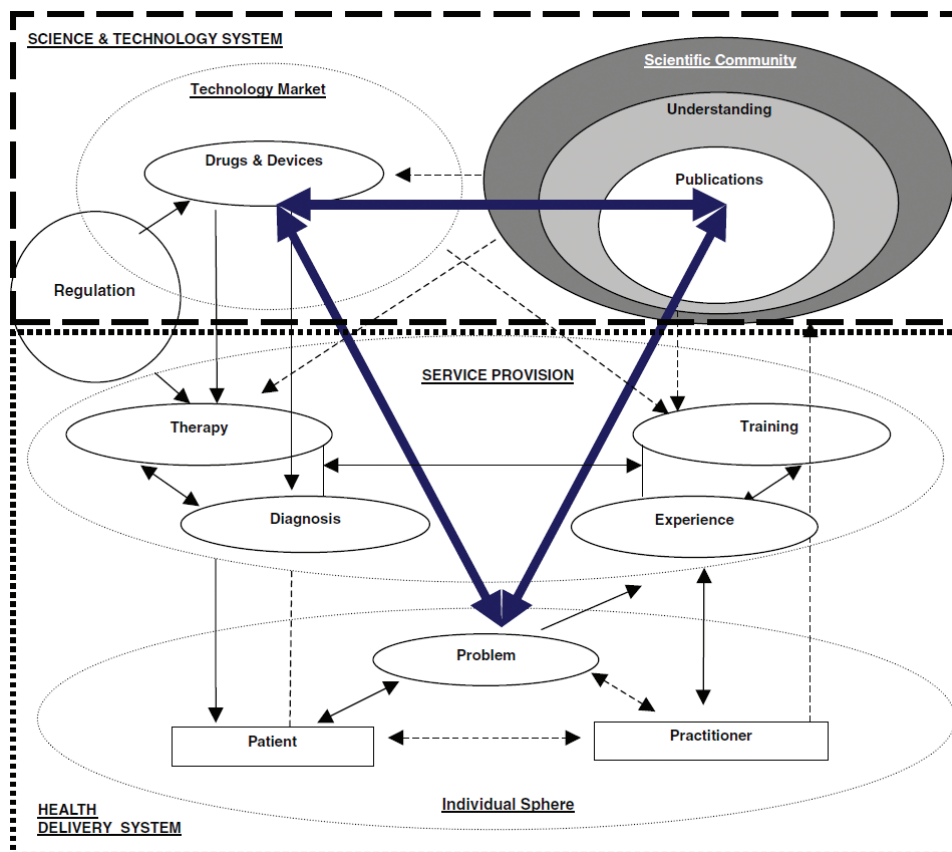 SCIENCE & TECHNOLOGY SYSTEM
Scientific Community
Technology Market
Understanding
Drugs & Devices
Publications
Regulation
SERVICE PROVISION
Therapy
Training
Diagnosis
Experience
Problem
Patient
Practitioner
Individual Sphere
HEALTH
DELIVERY SYSTEM